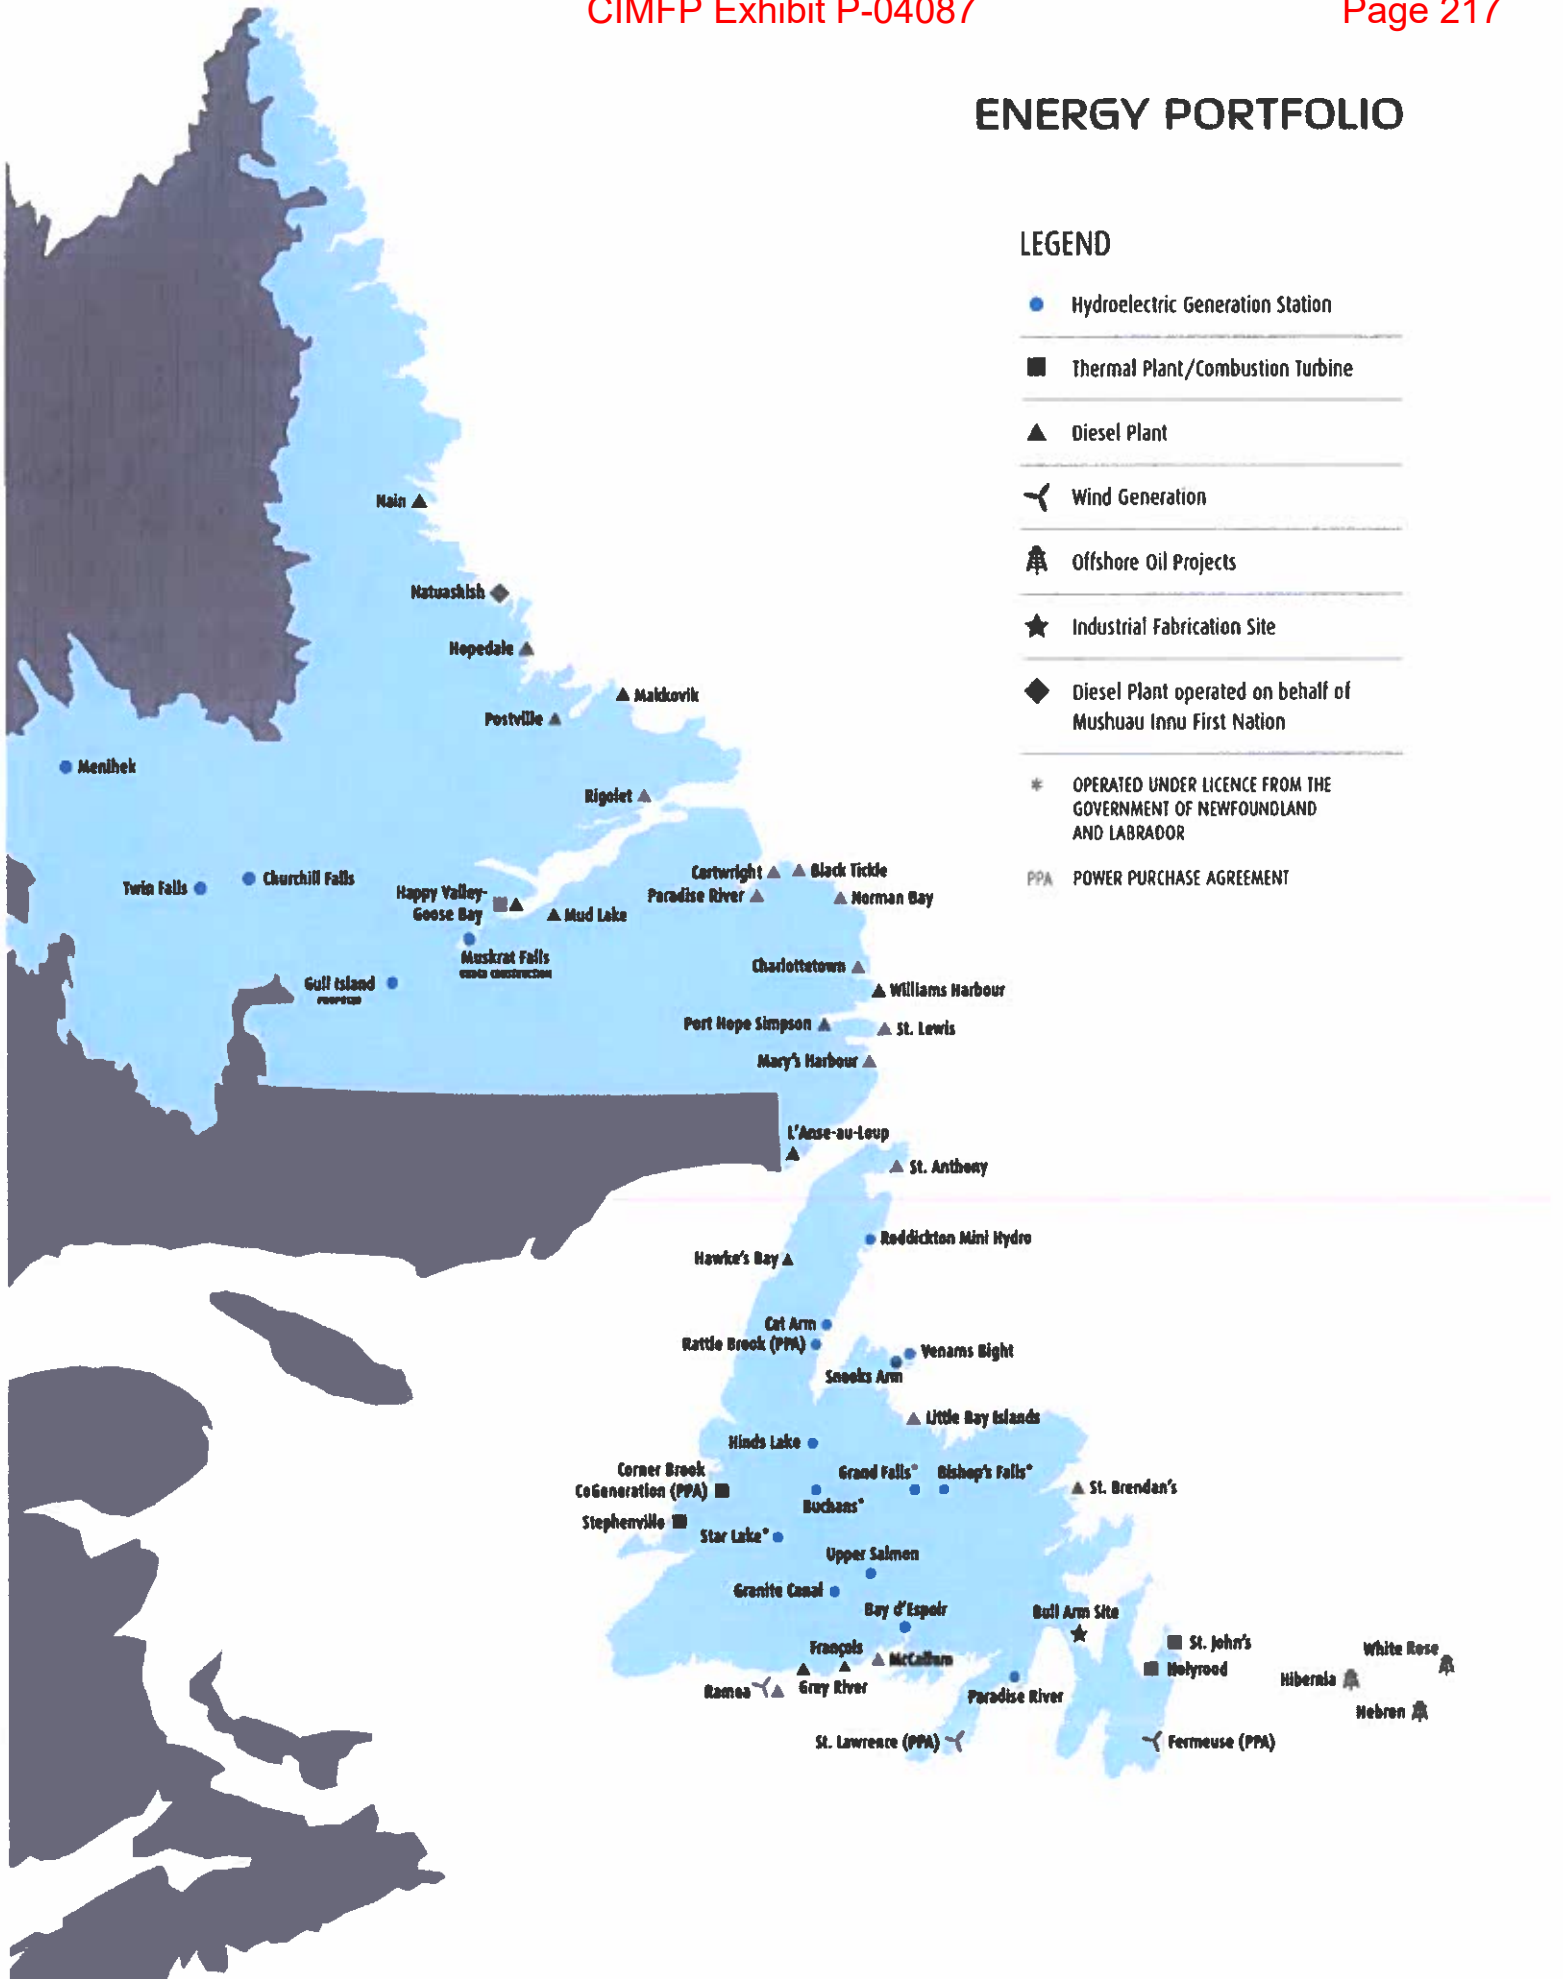 CIMFP Exhibit P-04087
Page 217
ENERGY PORTFOLIO
LEGEND
Hydroelectric Generation Station
Thermal Plant/Combustion Turbine
Diesel Plant
Wind Generation
Offshore Oil Projects
Industrial Fabrication Site
Diesel Plant operated on behalf of
Mushuau Innu First Nation
* OPERATED UNDER LICENCE FROM THE
GOVERNMENT OF NEWFOUNDLAND
AND LABRADOR
PPA POWER PURCHASE AGREEMENT
Nain
Natuashish
Hopedale
Makkovik
Postville
Menihek
Rigolet
Twin Falls
Churchill Falls
Happy Valley-
Goose Bay
Mud Lake
Cartwright
Black Tickle
Paradise River
Norman Bay
Muskrat Falls
UNDER CONSTRUCTION
Gull Island
PROPOSED
Charlottetown
Williams Harbour
Port Hope Simpson
St. Lewis
Mary's Harbour
L'Anse-au-Loup
St. Anthony
Roddickton Mini Hydro
Hawke's Bay
Cat Arm
Rattle Brook (PPA)
Venams Bight
Snooks Arm
Little Bay Islands
Hinds Lake
Corner Brook
CoGeneration (PPA)
Grand Falls*
Bishop's Falls*
Buchans*
St. Brendan's
Stephenville
Star Lake*
Upper Salmon
Granite Canal
Bay d'Espoir
Bull Arm Site
François
McCallum
St. John's
Holyrood
White Rose
Hibernia
Hebron
Ramea
Grey River
Paradise River
St. Lawrence (PPA)
Fermeuse (PPA)